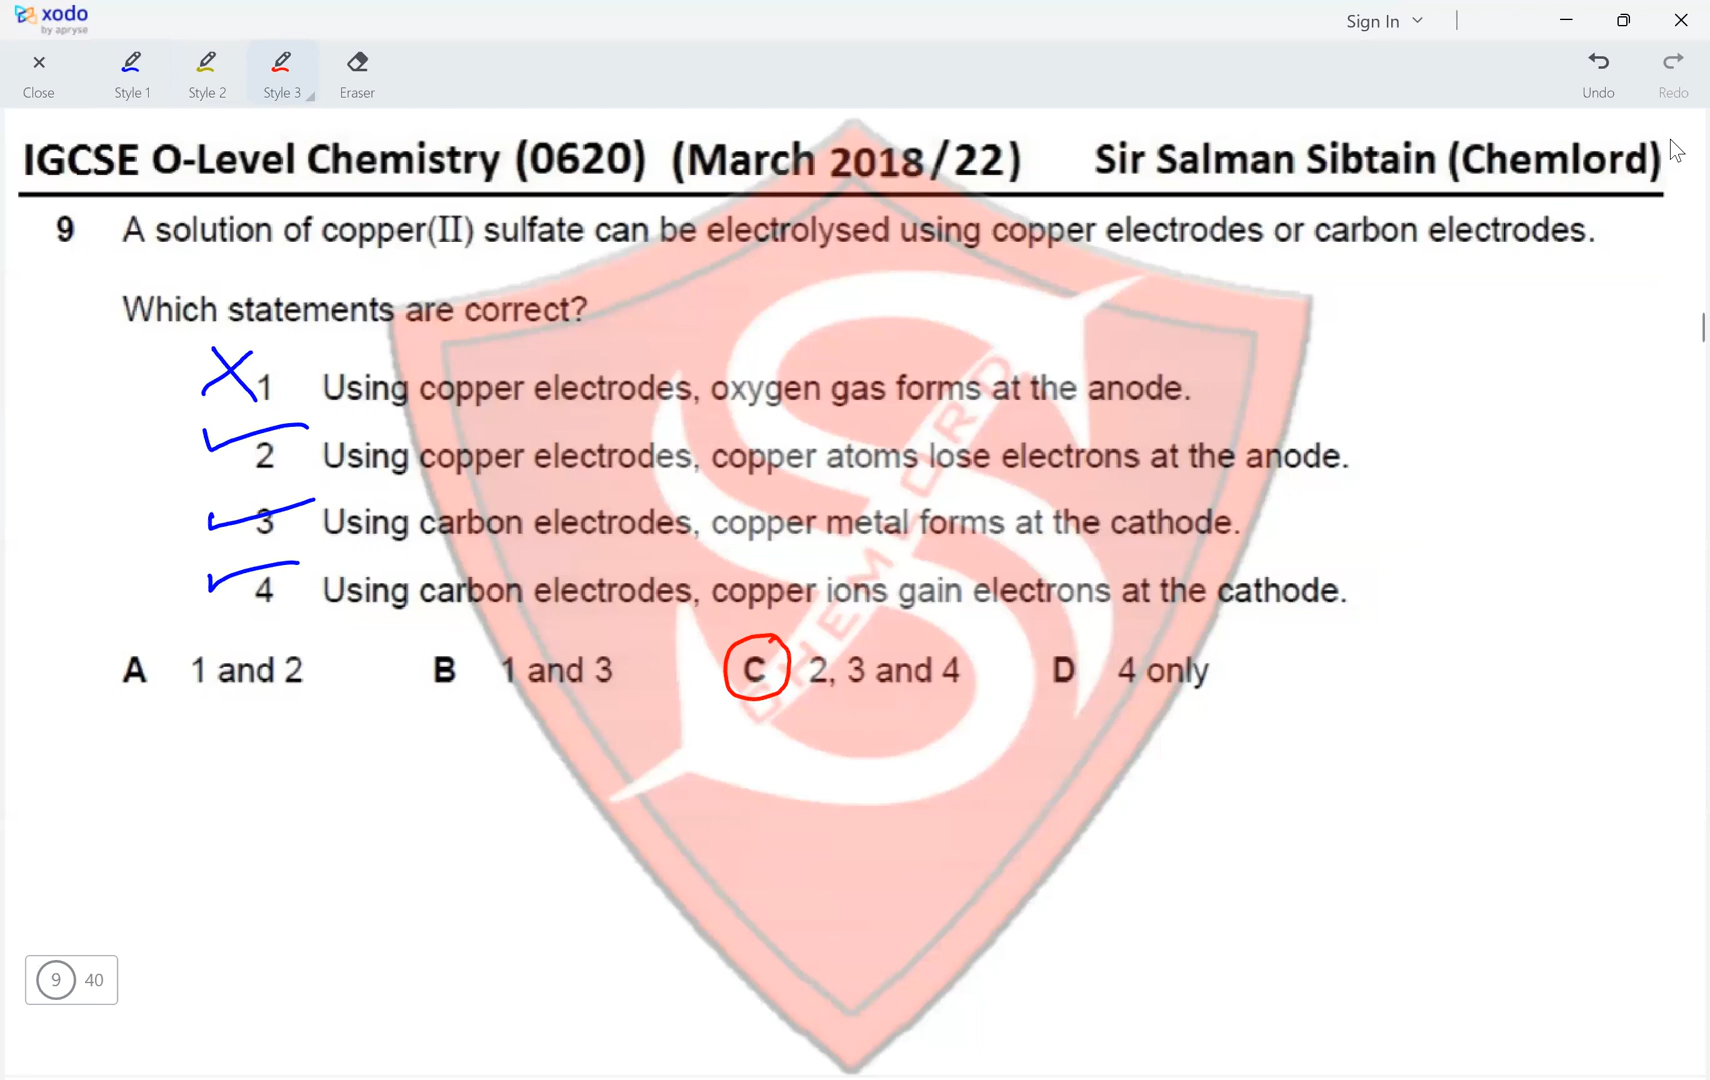 xodo
by apryse
Sign In
Close
Style 1
Style 2
Style 3
Eraser
Undo
Redo
IGCSE O-Level Chemistry (0620) (March 2018/22) Sir Salman Sibtain (Chemlord)
9 A solution of copper(II) sulfate can be electrolysed using copper electrodes or carbon electrodes.
Which statements are correct?
1 Using copper electrodes, oxygen gas forms at the anode.
2 Using copper electrodes, copper atoms lose electrons at the anode.
3 Using carbon electrodes, copper metal forms at the cathode.
4 Using carbon electrodes, copper ions gain electrons at the cathode.
A 1 and 2 B 1 and 3 C 2, 3 and 4 D 4 only
CHEMLORD
9 40